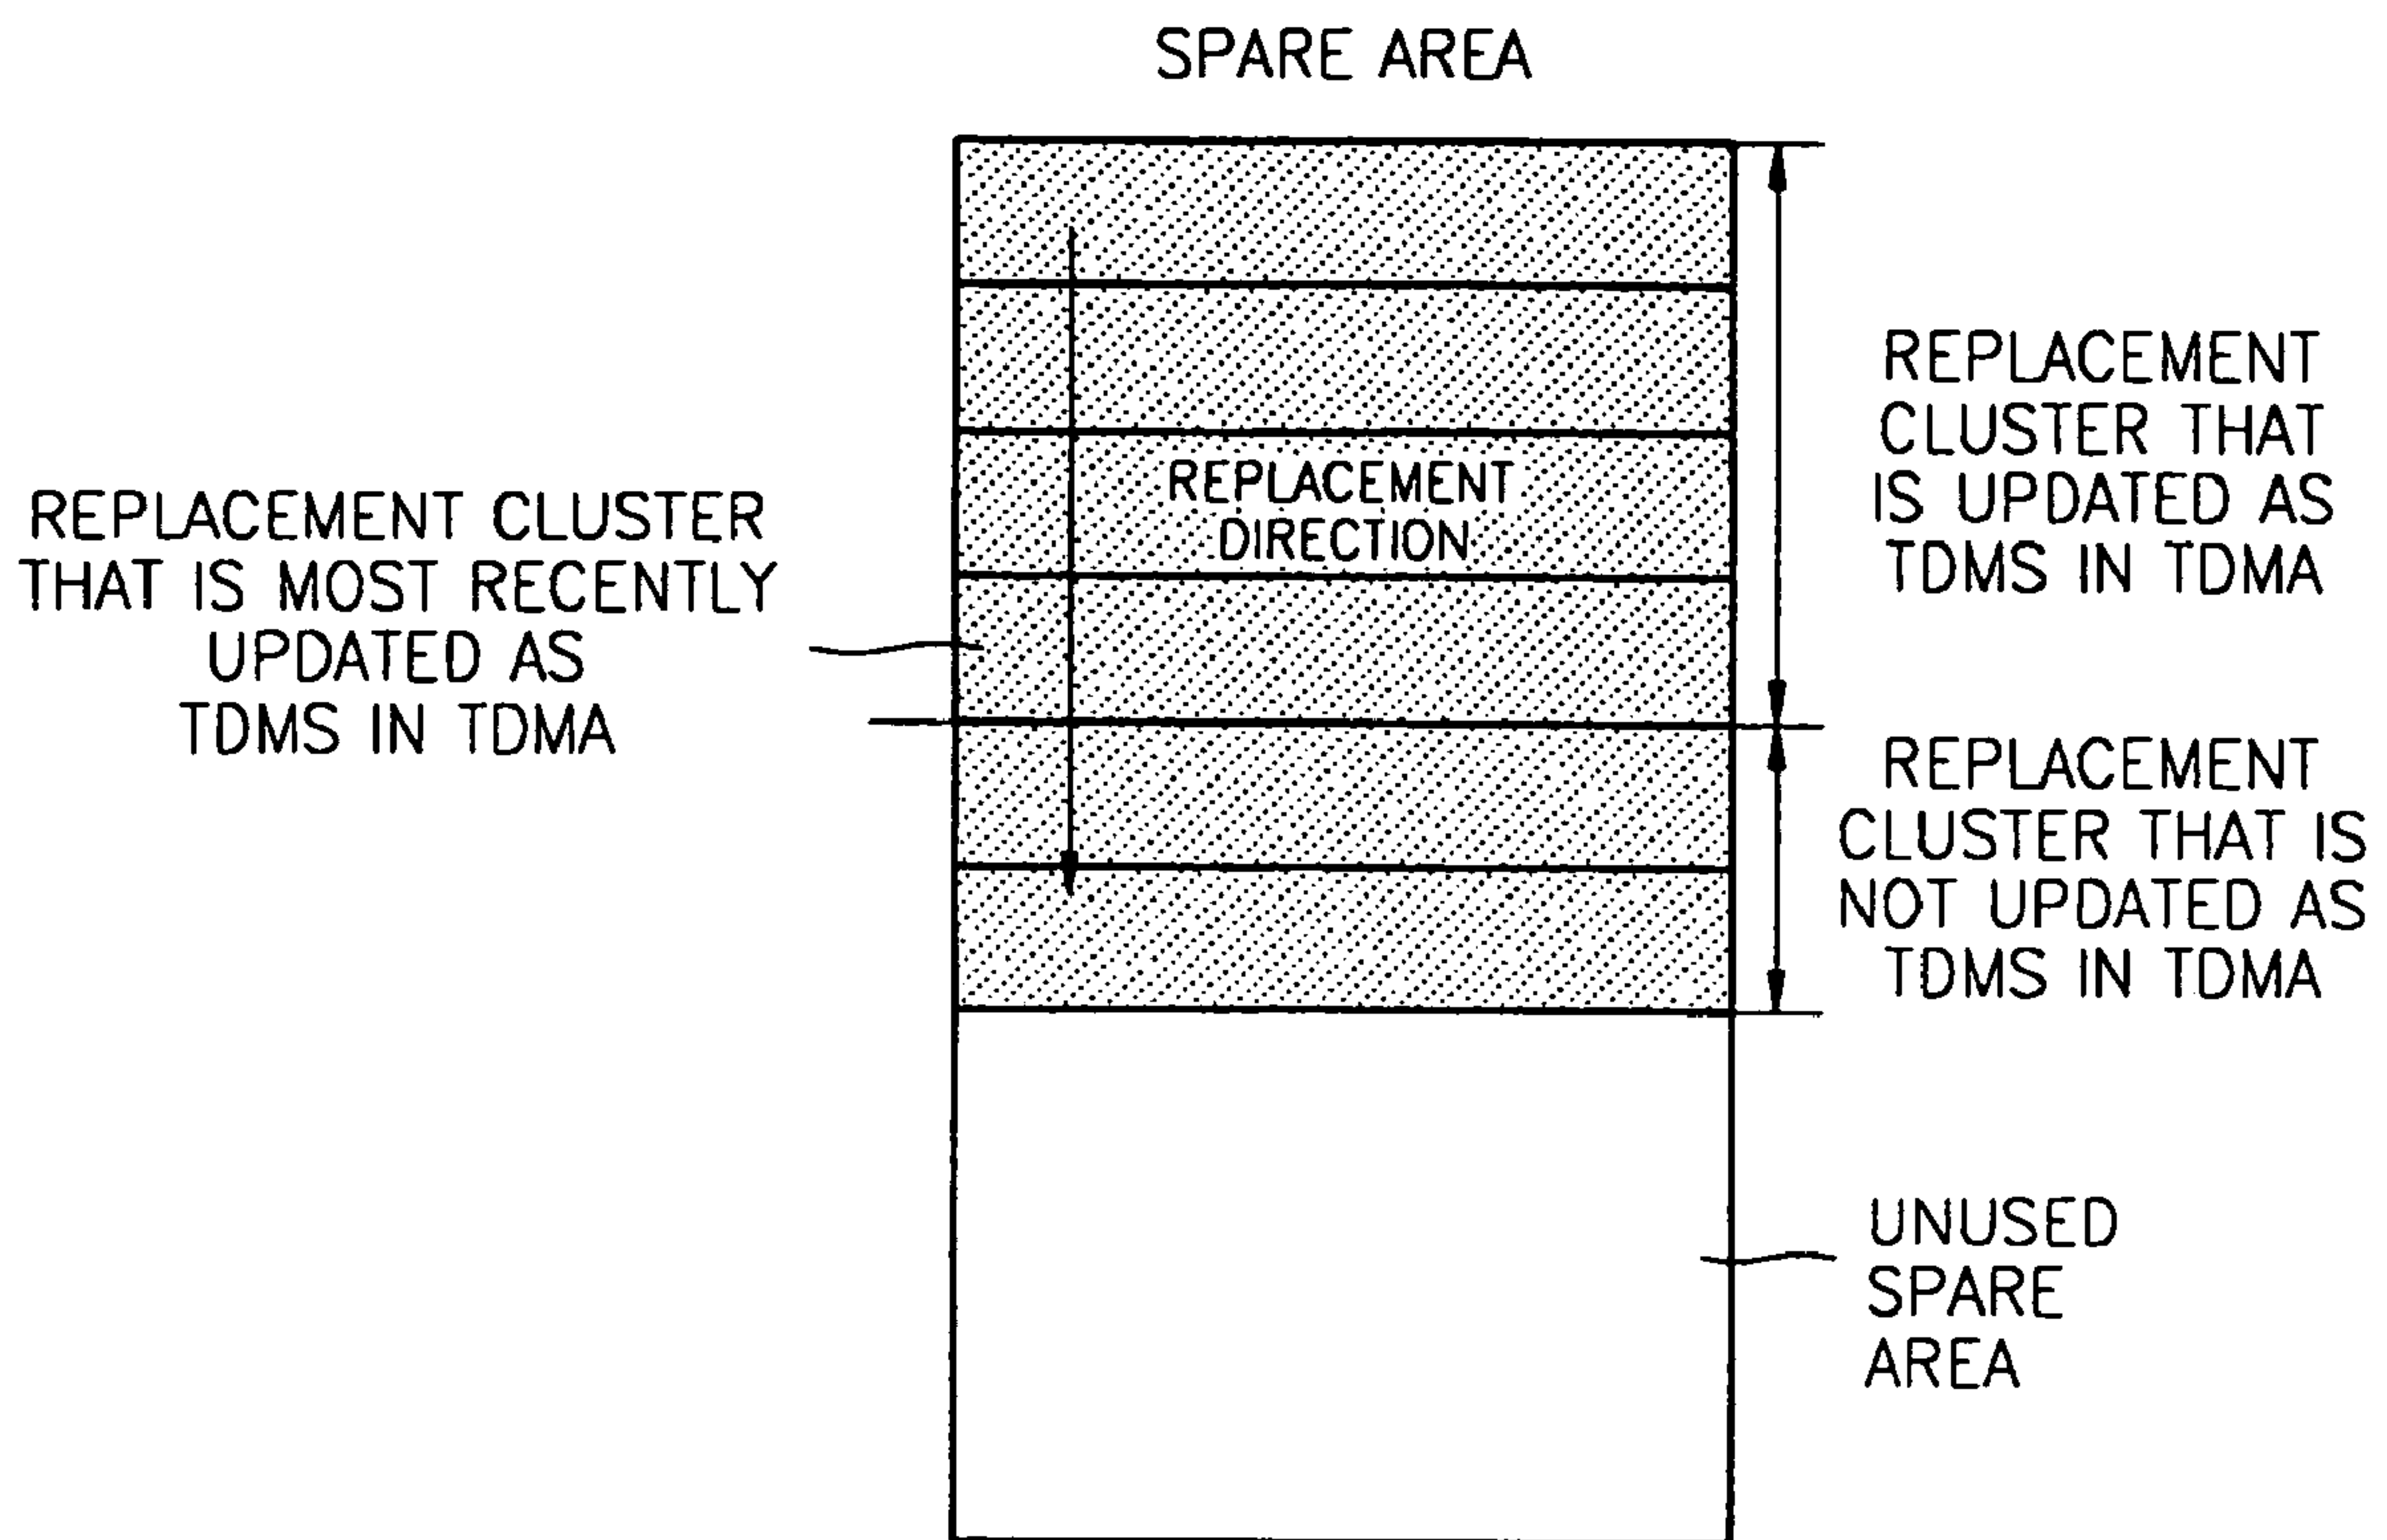 SPARE AREA
REPLACEMENT CLUSTER
THAT IS MOST RECENTLY
UPDATED AS
TDMS IN TDMA
REPLACEMENT
DIRECTION
REPLACEMENT
CLUSTER THAT
IS UPDATED AS
TDMS IN TDMA
REPLACEMENT
CLUSTER THAT IS
NOT UPDATED AS
TDMS IN TDMA
UNUSED
SPARE
AREA